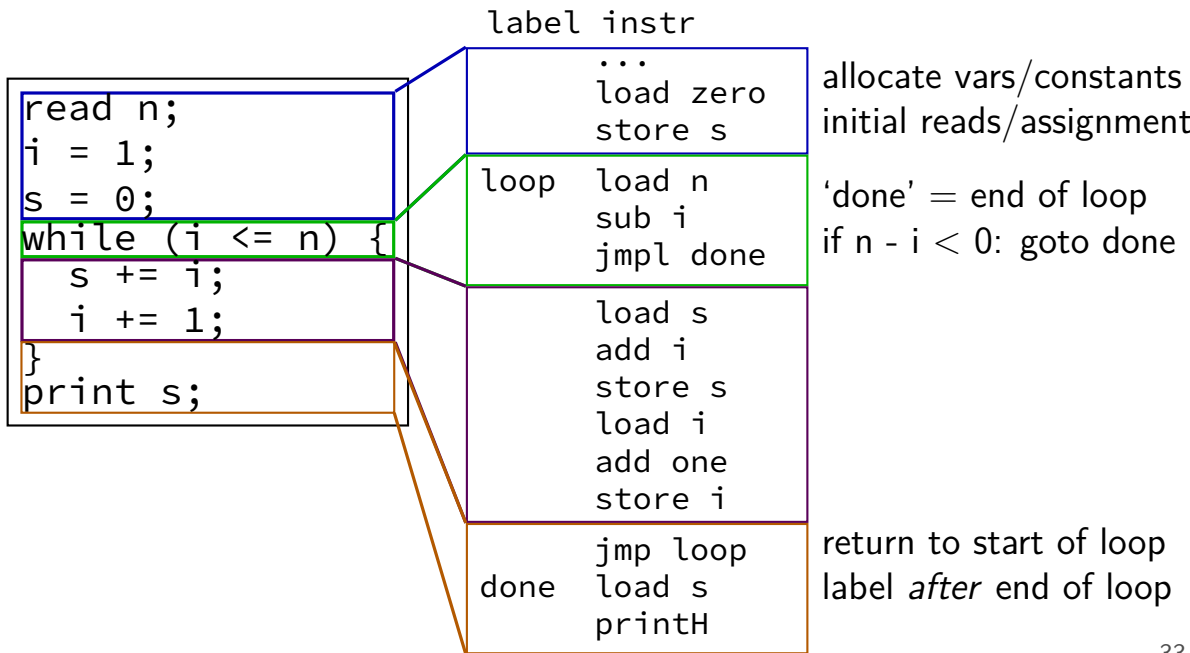 label instr
read n;
i = 1;
s = 0;
while (i <= n) {
  s += i;
  i += 1;
}
print s;
...
load zero
store s
loop load n
sub i
jmpl done
load s
add i
store s
load i
add one
store i
jmp loop
done load s
printH
allocate vars/constants
initial reads/assignment
‘done’ = end of loop
if n - i < 0: goto done
return to start of loop
label after end of loop
33